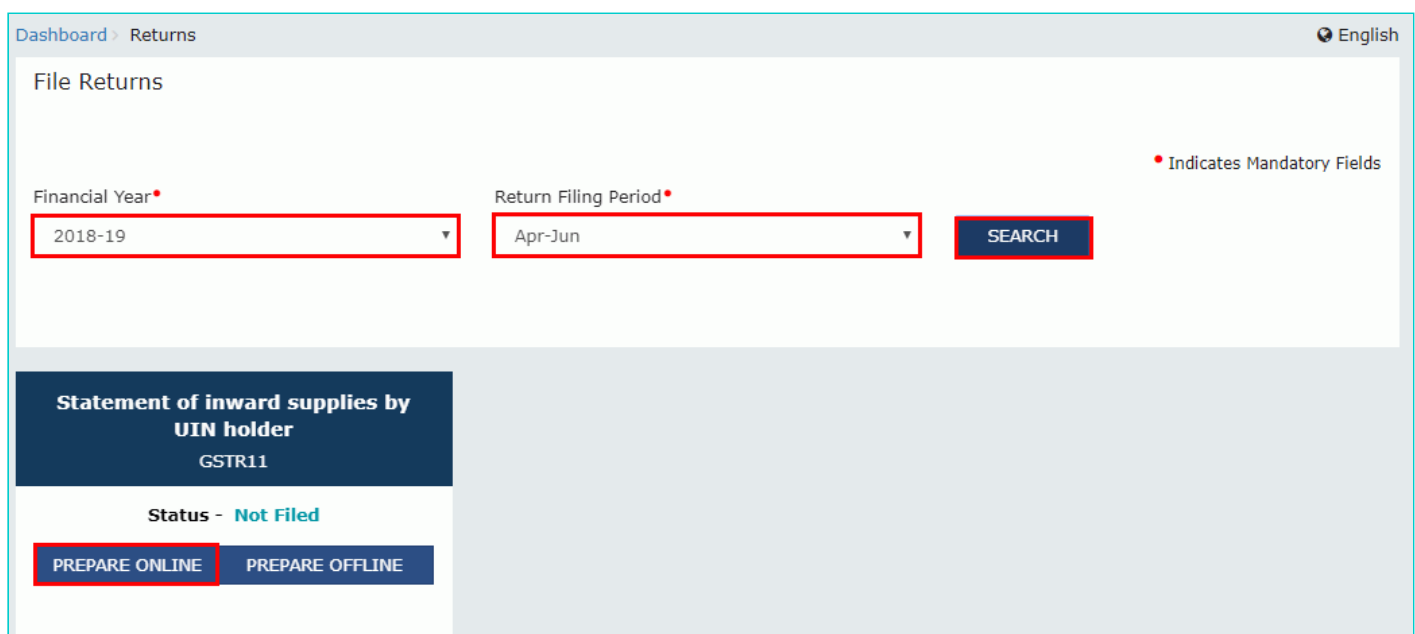 Dashboard > Returns
English
File Returns
• Indicates Mandatory Fields
Financial Year•
Return Filing Period•
2018-19
Apr-Jun
SEARCH
Statement of inward supplies by
UIN holder
GSTR11
Status - Not Filed
PREPARE ONLINE
PREPARE OFFLINE